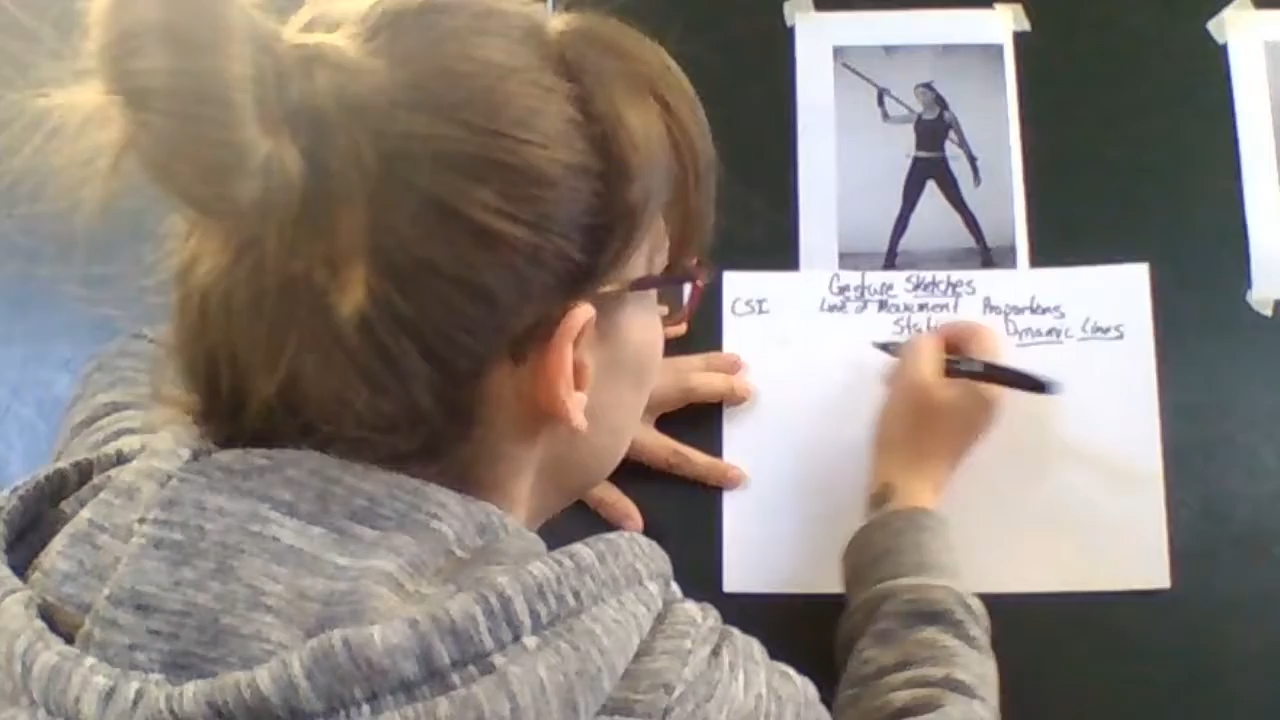 Gesture Sketches
CSI Line of Movement Proportions
Dynamic Lines